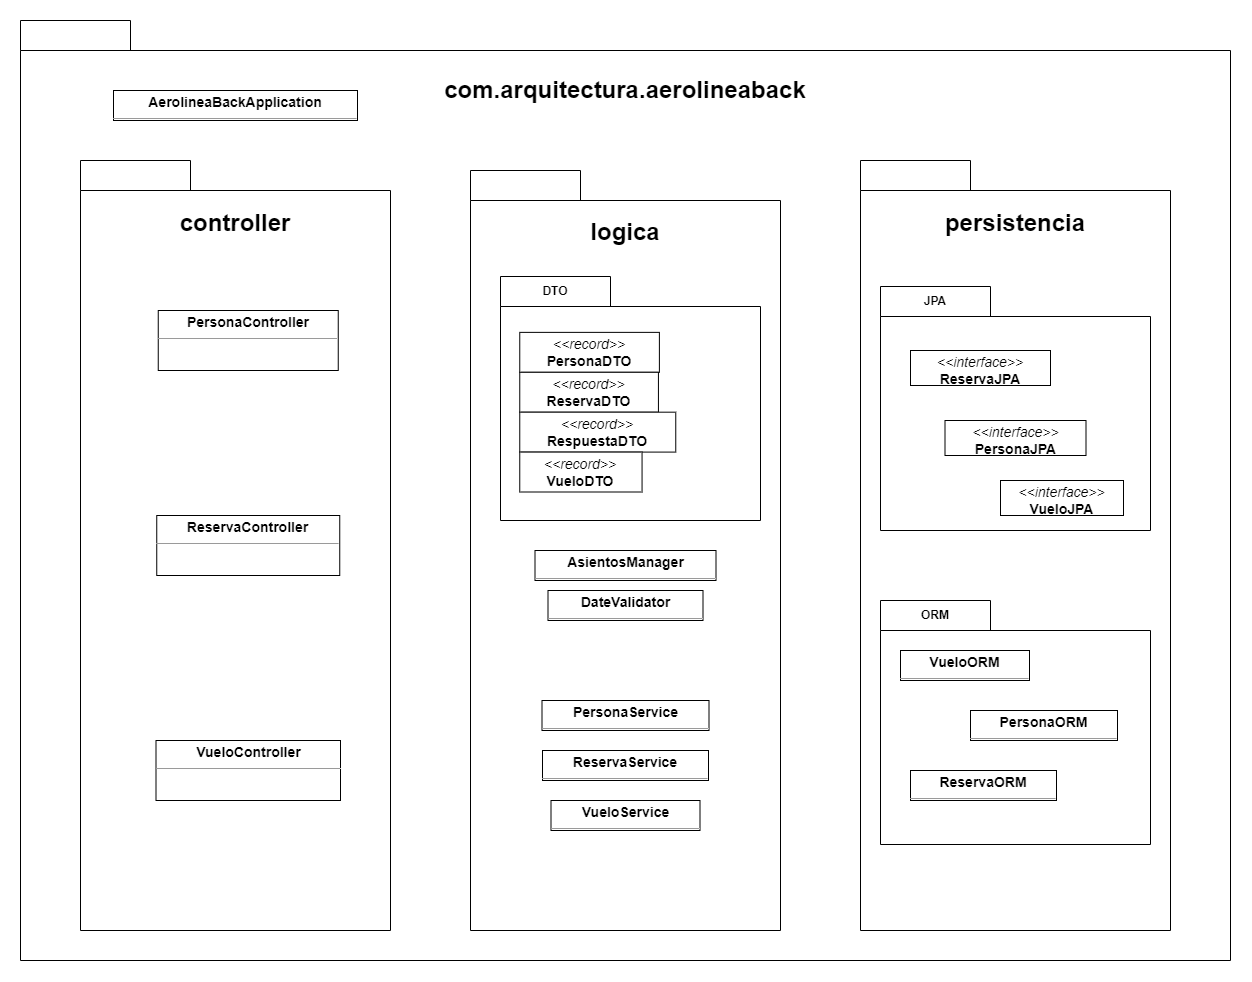 com.arquitectura.aerolineaback
AerolineaBackApplication
controller
PersonaController
ReservaController
VueloController
logica
DTO
<<record>>
PersonaDTO
<<record>>
ReservaDTO
<<record>>
RespuestaDTO
<<record>>
VueloDTO
AsientosManager
DateValidator
PersonaService
ReservaService
VueloService
persistencia
JPA
<<interface>>
ReservaJPA
<<interface>>
PersonaJPA
<<interface>>
VueloJPA
ORM
VueloORM
PersonaORM
ReservaORM